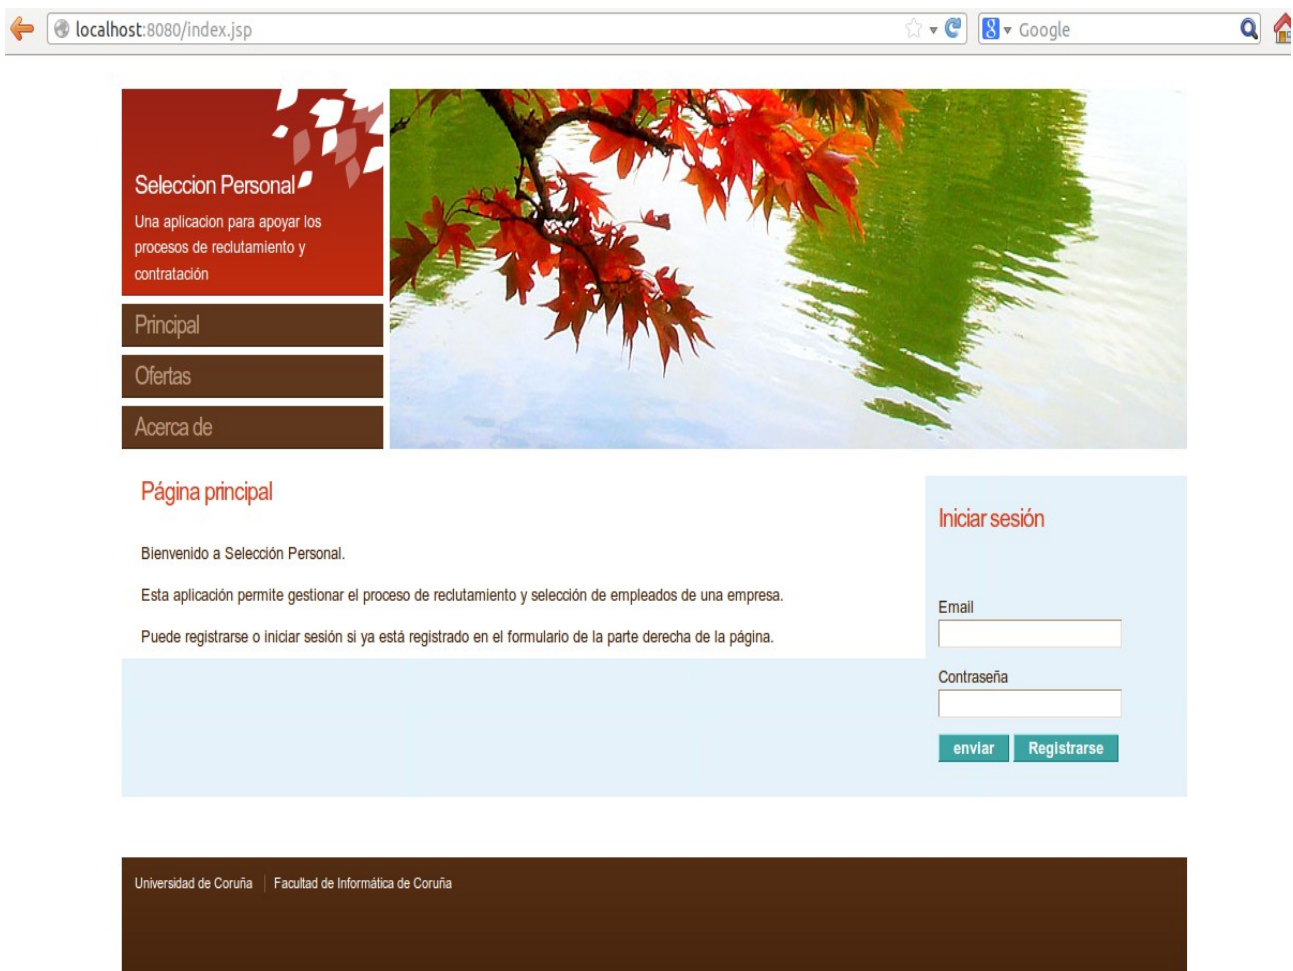 localhost:8080/index.jsp
Google
Seleccion Personal
Una aplicacion para apoyar los
procesos de reclutamiento y
contratación
Principal
Ofertas
Acerca de
Página principal
Bienvenido a Selección Personal.
Esta aplicación permite gestionar el proceso de reclutamiento y selección de empleados de una empresa.
Puede registrarse o iniciar sesión si ya está registrado en el formulario de la parte derecha de la página.
Iniciar sesión
Email
Contraseña
enviar Registrarse
Universidad de Coruña Facultad de Informática de Coruña